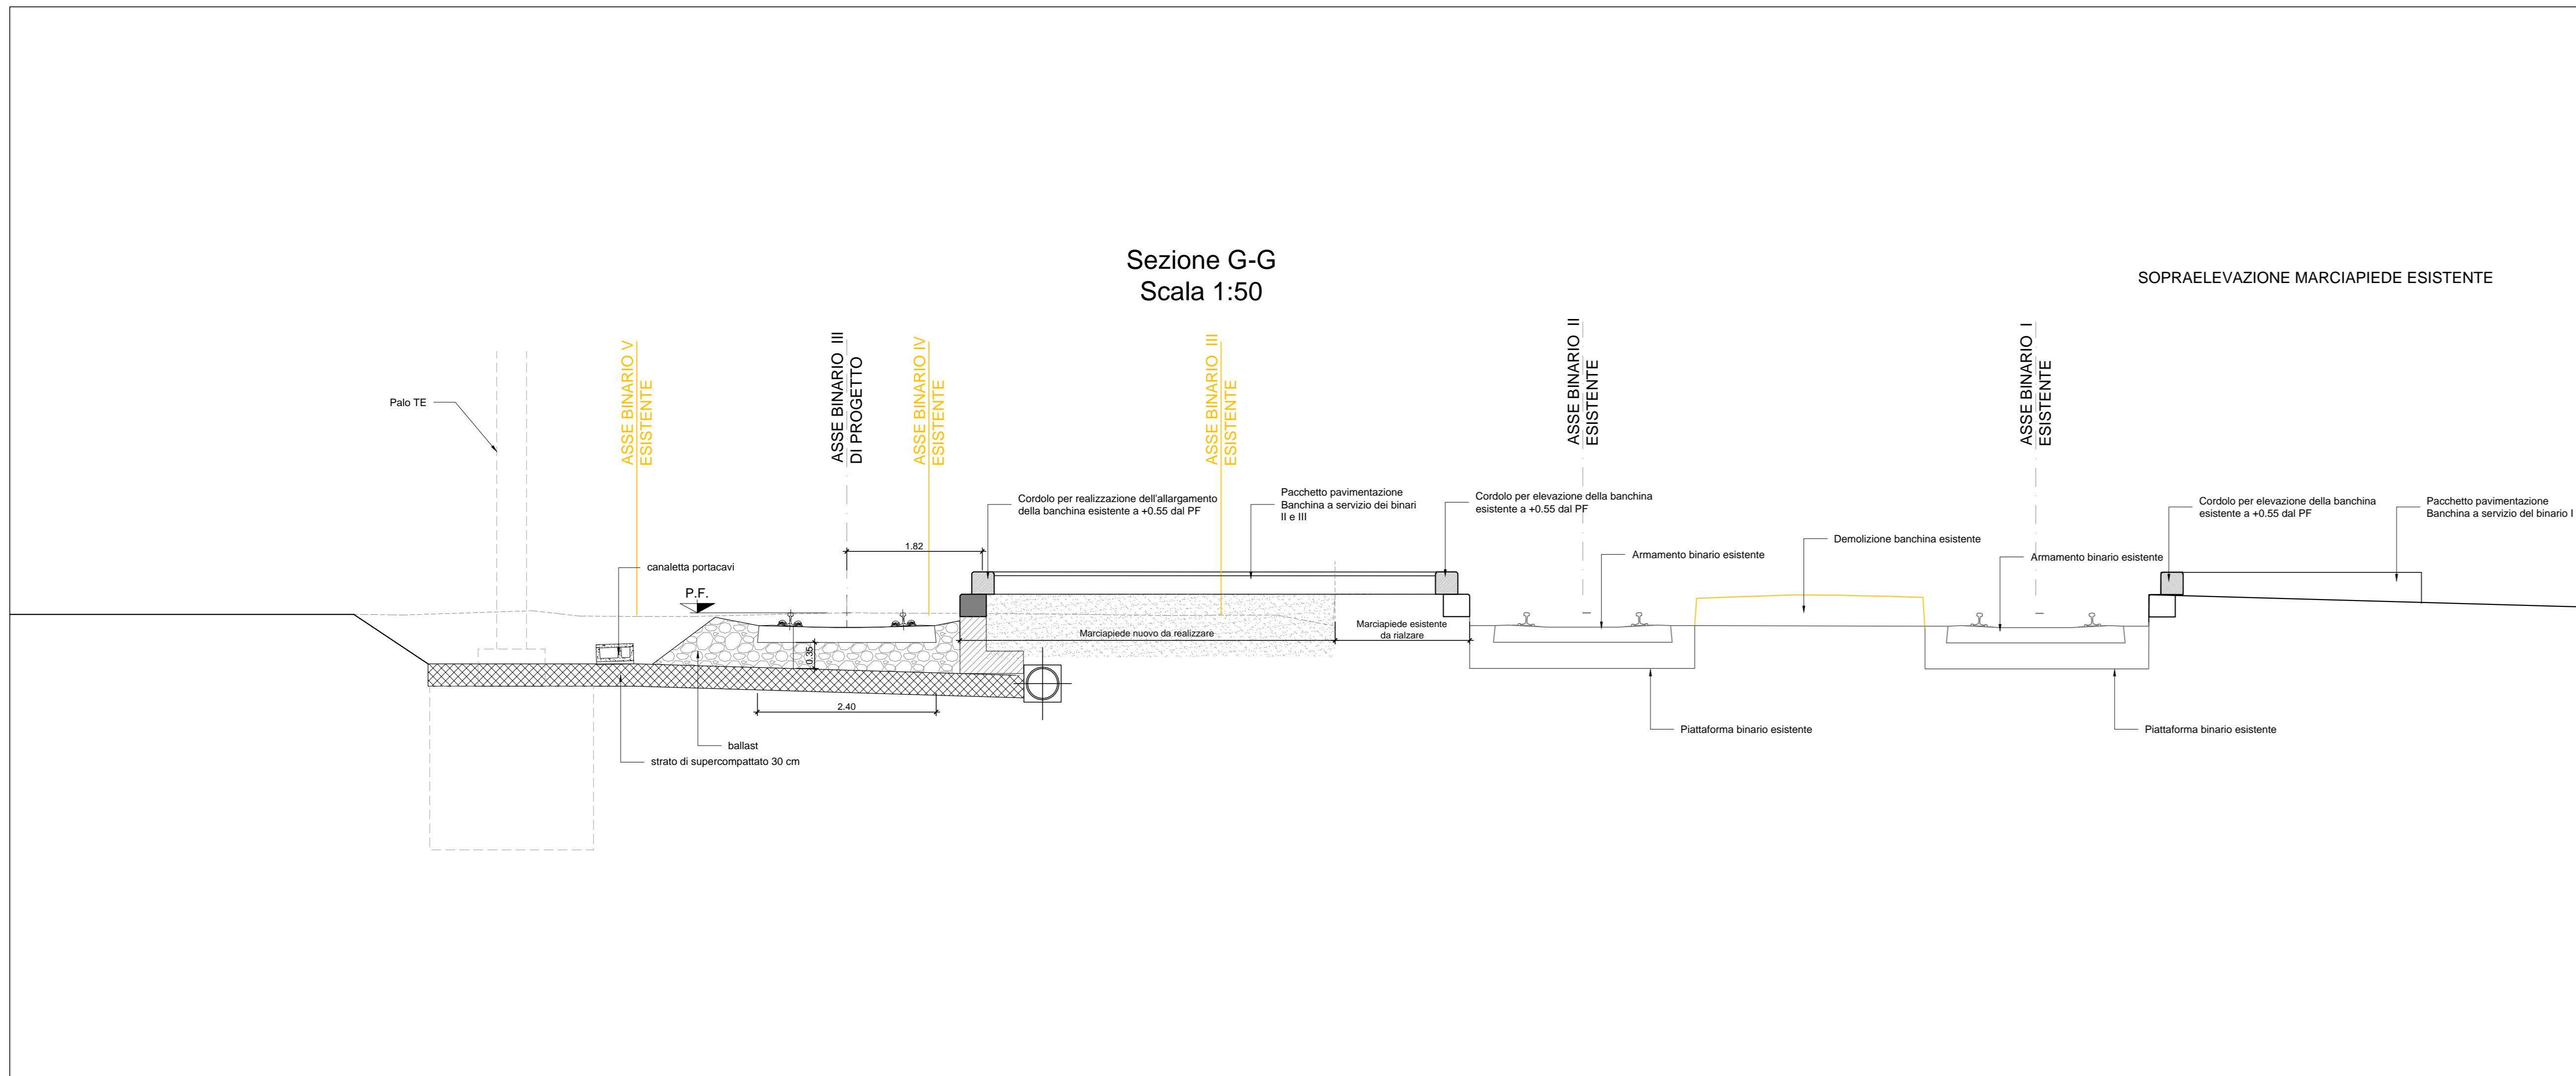 Sezione G-G
Scala 1:50
SOPRAELEVAZIONE MARCIAPIEDE ESISTENTE
Palo TE
ASSE BINARIO V
ESISTENTE
ASSE BINARIO III
DI PROGETTO
ASSE BINARIO IV
ESISTENTE
ASSE BINARIO III
ESISTENTE
ASSE BINARIO II
ESISTENTE
ASSE BINARIO I
ESISTENTE
Cordolo per realizzazione dell'allargamento
della banchina esistente a +0.55 dal PF
Pacchetto pavimentazione
Banchina a servizio dei binari
II e III
Cordolo per elevazione della banchina
esistente a +0.55 dal PF
Cordolo per elevazione della banchina
esistente a +0.55 dal PF
Pacchetto pavimentazione
Banchina a servizio del binario I
1.82
Armamento binario esistente
Demolizione banchina esistente
Armamento binario esistente
canaletta portacavi
P.F.
Marciapiede nuovo da realizzare
Marciapiede esistente
da rialzare
0.35
2.40
ballast
strato di supercompattato 30 cm
Piattaforma binario esistente
Piattaforma binario esistente